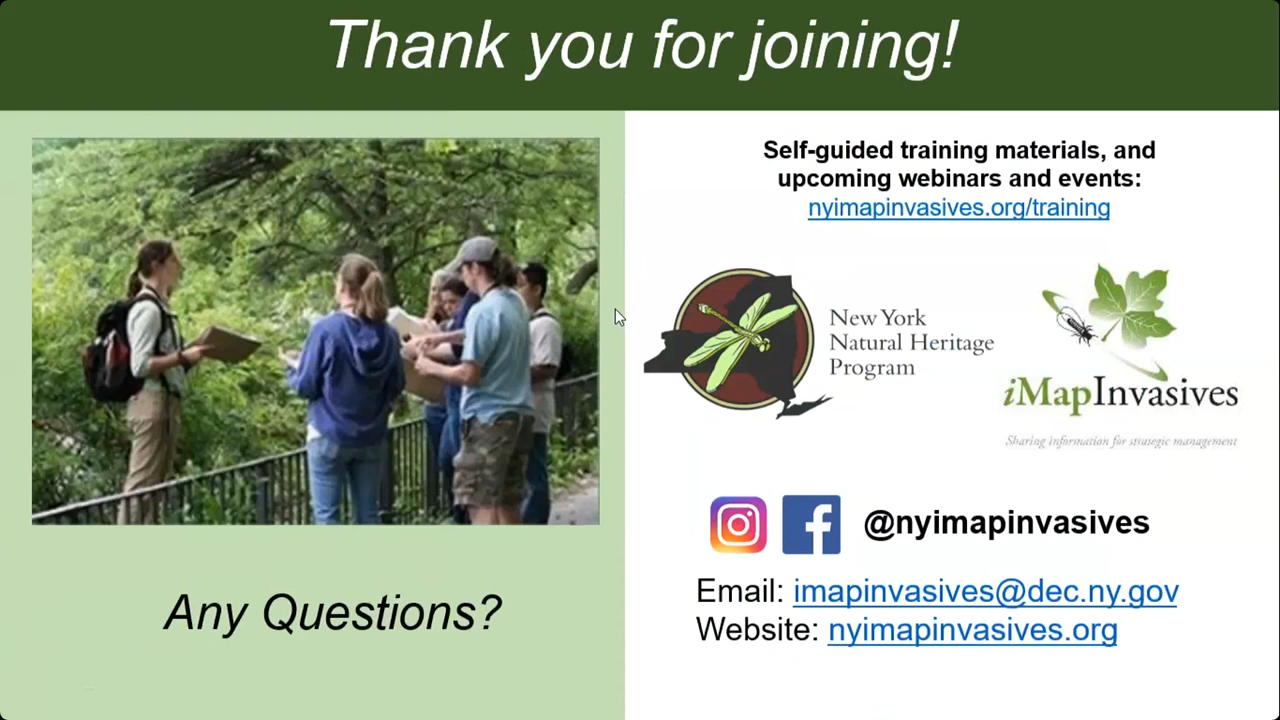 Thank you for joining!
Self-guided training materials, and
upcoming webinars and events:
nyimapinvasives.org/training
New York
Natural Heritage
Program
iMapInvasives
Sharing information for strategic management
@nyimapinvasives
Email: imapinvasives@dec.ny.gov
Website: nyimapinvasives.org
Any Questions?